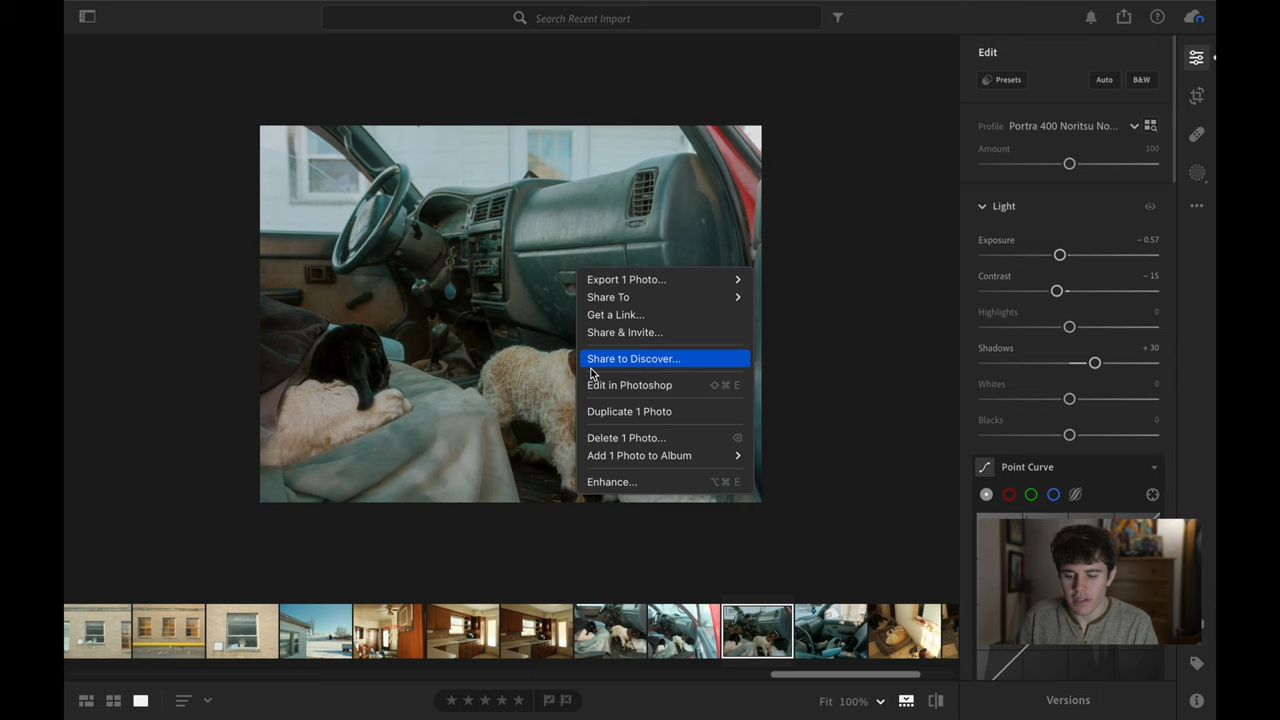 Search Recent Import
Edit
Presets
Auto
B&W
Profile Portra 400 Noritsu No...
Amount 100
Light
Exposure − 0.57
Contrast − 15
Highlights 0
Shadows + 30
Whites 0
Blacks 0
Point Curve
Export 1 Photo...
Share To
Get a Link...
Share & Invite...
Share to Discover...
Edit in Photoshop ⇧⌘ E
Duplicate 1 Photo
Delete 1 Photo...
Add 1 Photo to Album
Enhance... ⌥⌘ E
Fit 100%
Versions